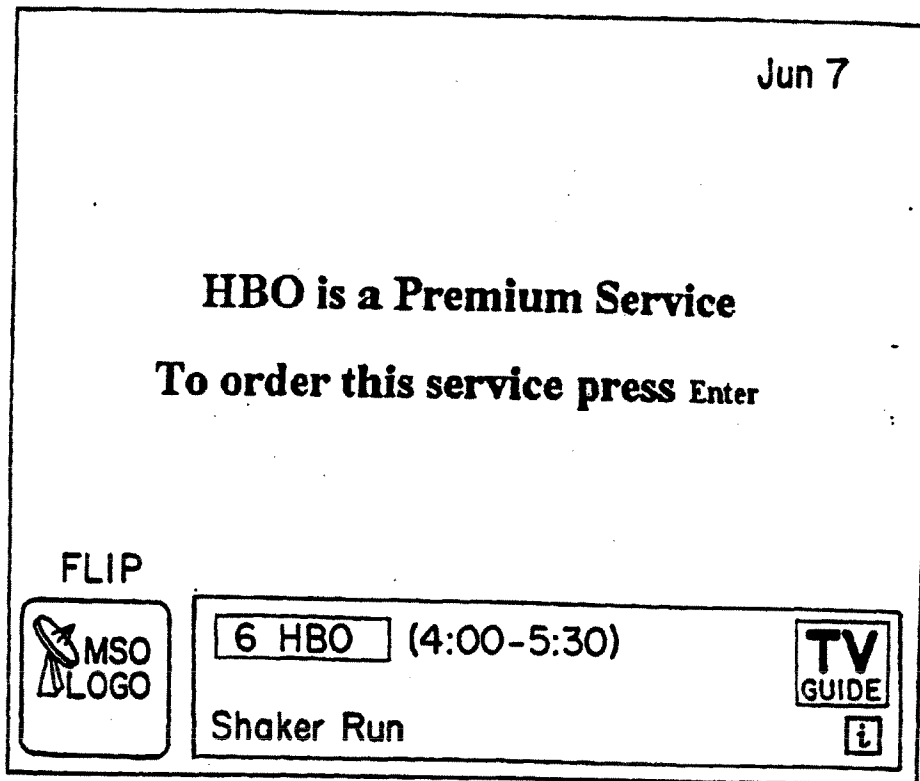 Jun 7
HBO is a Premium Service
To order this service press Enter
FLIP
MSO
LOGO
6 HBO (4:00-5:30)
Shaker Run
TV
GUIDE
i